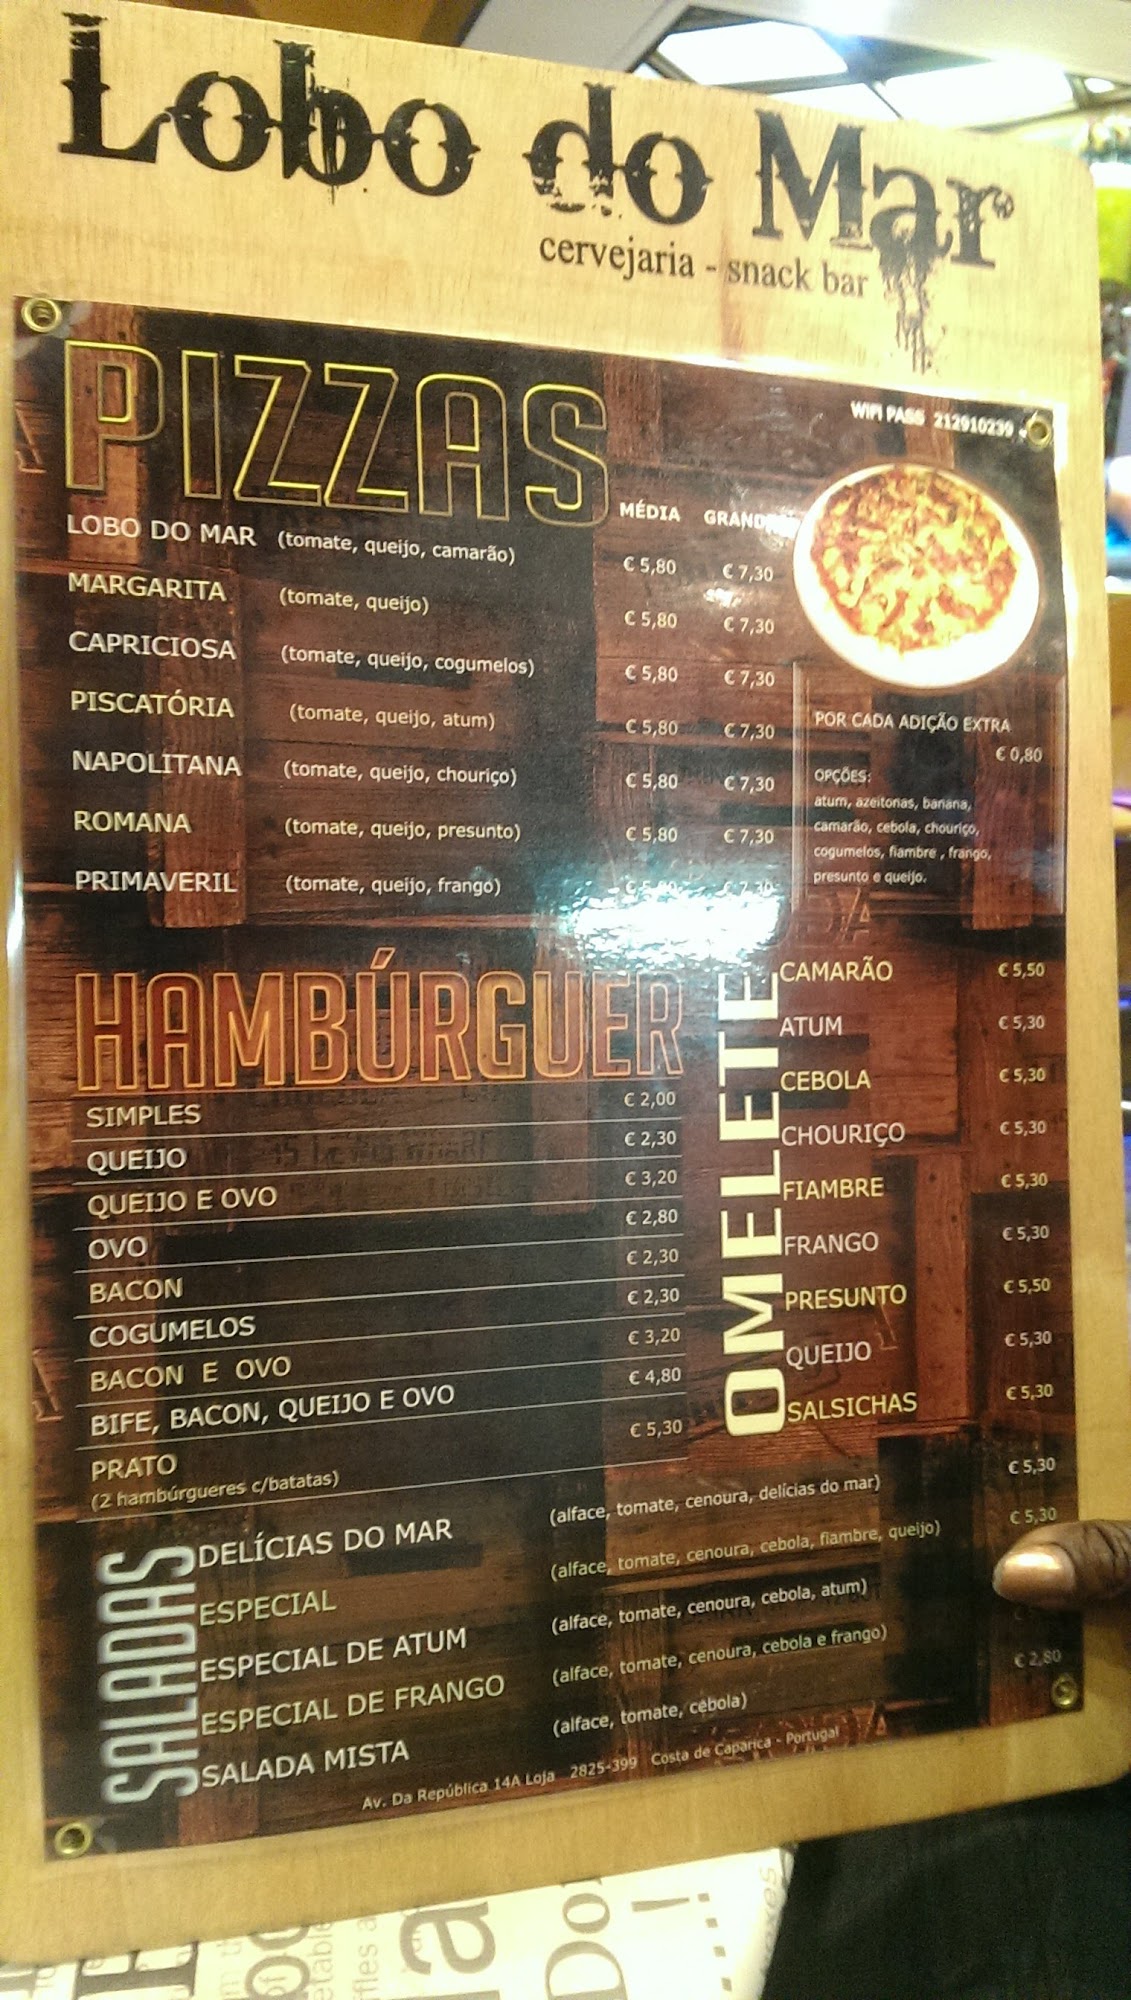 Lobo do Mar
cervejaria - snack bar
PIZZAS
WIFI PASS 212910239
MÉDIA GRANDE
LOBO DO MAR (tomate, queijo, camarão) € 5,80 € 7,30
MARGARITA (tomate, queijo) € 5,80 € 7,30
CAPRICIOSA (tomate, queijo, cogumelos) € 5,80 € 7,30
PISCATÓRIA (tomate, queijo, atum) € 5,80 € 7,30
NAPOLITANA (tomate, queijo, chouriço) € 5,80 € 7,30
ROMANA (tomate, queijo, presunto) € 5,80 € 7,30
PRIMAVERIL (tomate, queijo, frango) € 5,80 € 7,30
POR CADA ADIÇÃO EXTRA
€ 0,80
OPÇÕES:
atum, azeitonas, banana,
camarão, cebola, chouriço,
cogumelos, fiambre , frango,
presunto e queijo.
HAMBÚRGUER
SIMPLES € 2,00
QUEIJO € 2,30
QUEIJO E OVO € 3,20
OVO € 2,80
BACON € 2,30
COGUMELOS € 2,30
BACON E OVO € 3,20
BIFE, BACON, QUEIJO E OVO € 4,80
PRATO € 5,30
(2 hambúrgueres c/batatas)
OMELETE
CAMARÃO € 5,50
ATUM € 5,30
CEBOLA € 5,30
CHOURIÇO € 5,30
FIAMBRE € 5,30
FRANGO € 5,30
PRESUNTO € 5,50
QUEIJO € 5,30
SALSICHAS € 5,30
SALADAS
DELÍCIAS DO MAR (alface, tomate, cenoura, delícias do mar) € 5,30
ESPECIAL (alface, tomate, cenoura, cebola, fiambre, queijo) € 5,30
ESPECIAL DE ATUM (alface, tomate, cenoura, cebola, atum)
ESPECIAL DE FRANGO (alface, tomate, cenoura, cebola e frango)
SALADA MISTA (alface, tomate, cebola) € 2,80
Av. Da República 14A Loja 2825-399 Costa de Caparica - Portugal